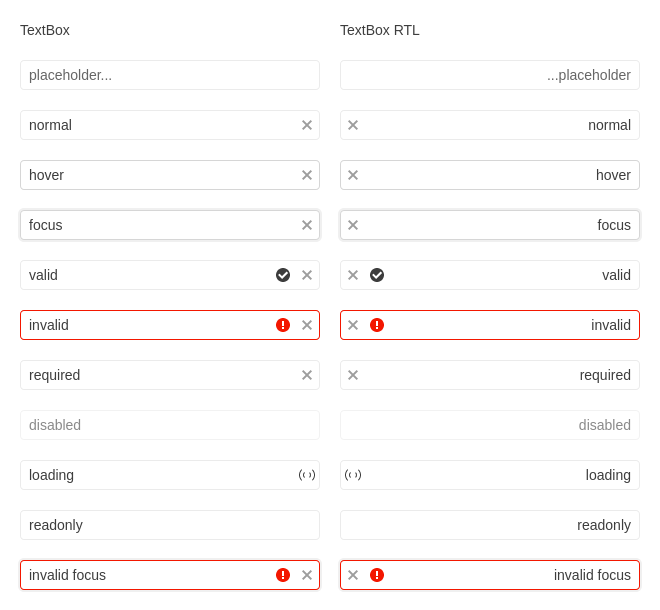 TextBox
placeholder...
normal
hover
focus
valid
invalid
required
disabled
loading
readonly
invalid focus
TextBox RTL
...placeholder
normal
hover
focus
valid
invalid
required
disabled
loading
readonly
invalid focus